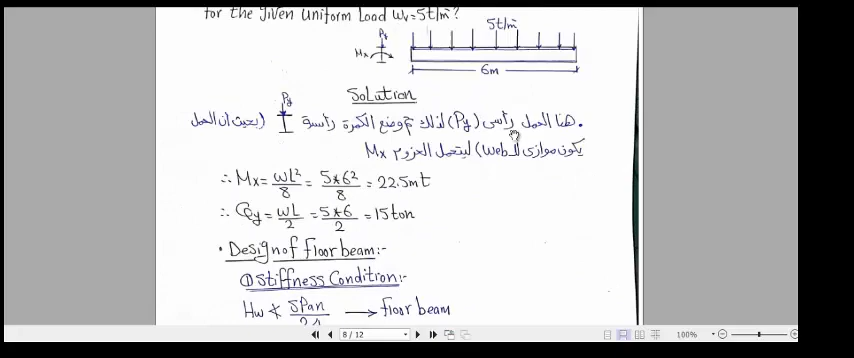 for the given uniform Load wv=5t/m?
5t/m
Py
Mx
6m
Solution
Py
. هنا الحمل رأسى (Py) لذلك تم وضع الكمرة رأسية (بحيث ان الحمل
يكون موازى للـ Web) ليتحمل العزوم Mx
∴ Mx = wL²/8 = 5*6²/8 = 22.5mt
∴ Qy = wL/2 = 5*6/2 = 15ton
• Design of floor beam:-
① Stiffness Condition:-
Hw ≮ Span/24 → floor beam
8 / 12
100%